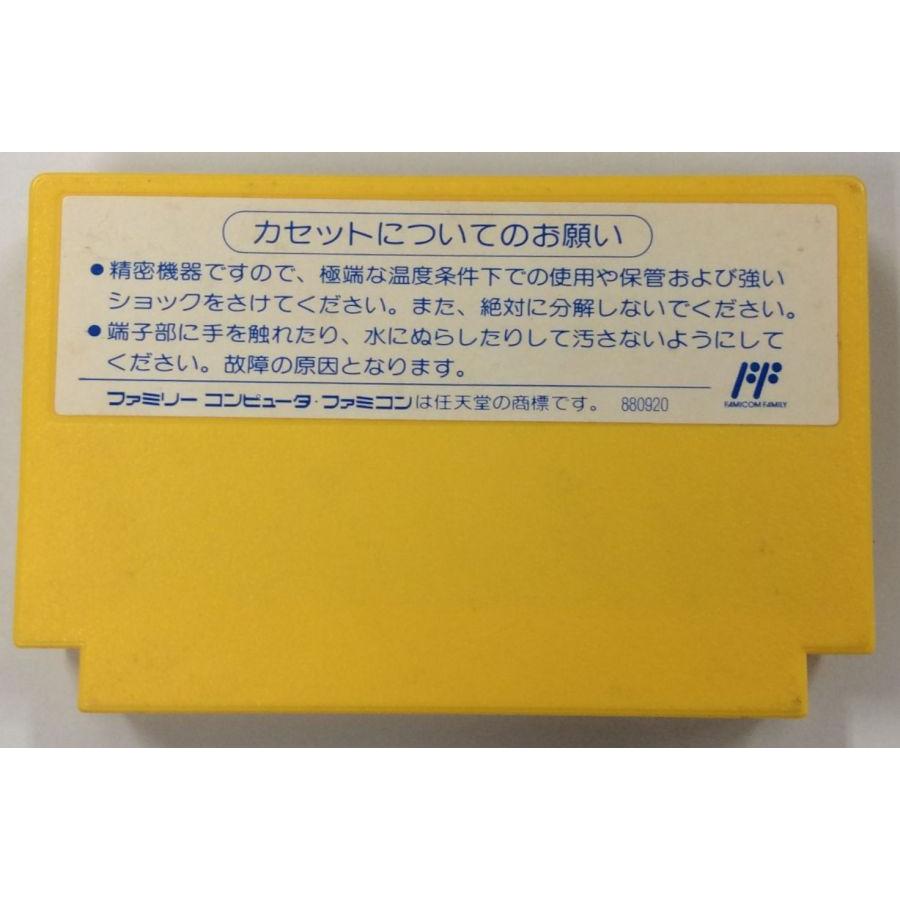 カセットについてのお願い
●精密機器ですので、極端な温度条件下での使用や保管および強い
ショックをさけてください。また、絶対に分解しないでください。
●端子部に手を触れたり、水にぬらしたりして汚さないようにして
ください。故障の原因となります。
ファミリー コンピュータ・ファミコンは任天堂の商標です。 880920
FAMICOM FAMILY